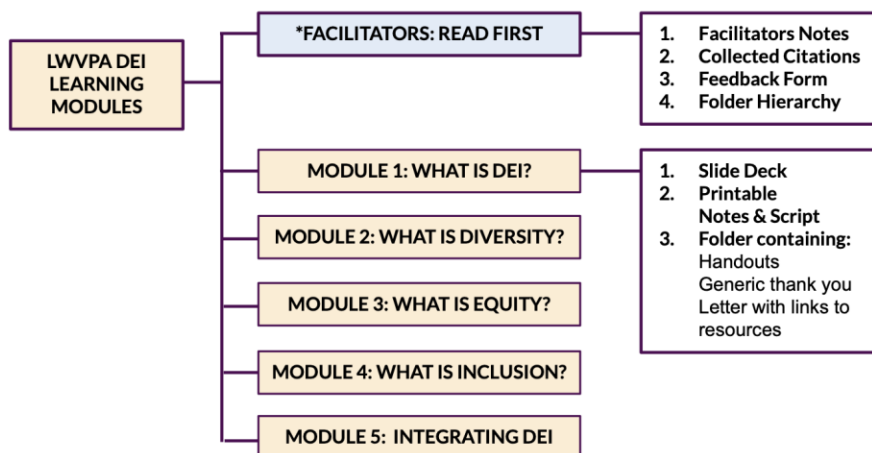 LWVPA DEI
LEARNING
MODULES
*FACILITATORS: READ FIRST
1. Facilitators Notes
2. Collected Citations
3. Feedback Form
4. Folder Hierarchy
MODULE 1: WHAT IS DEI?
1. Slide Deck
2. Printable
Notes & Script
3. Folder containing:
Handouts
Generic thank you
Letter with links to
resources
MODULE 2: WHAT IS DIVERSITY?
MODULE 3: WHAT IS EQUITY?
MODULE 4: WHAT IS INCLUSION?
MODULE 5: INTEGRATING DEI